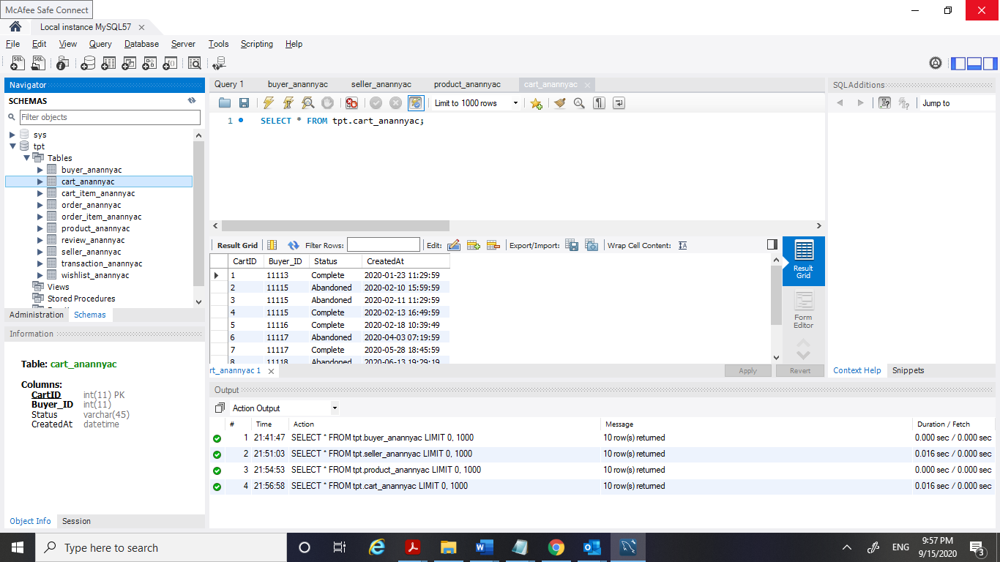 McAfee Safe Connect
Local instance MySQL57
File Edit View Query Database Server Tools Scripting Help
Navigator
SCHEMAS
Filter objects
sys
tpt
Tables
buyer_anannyac
cart_anannyac
cart_item_anannyac
order_anannyac
order_item_anannyac
product_anannyac
review_anannyac
seller_anannyac
transaction_anannyac
wishlist_anannyac
Views
Stored Procedures
Administration Schemas
Information
Table: cart_anannyac
Columns:
CartID int(11) PK
Buyer_ID int(11)
Status varchar(45)
CreatedAt datetime
Object Info Session
Query 1 buyer_anannyac seller_anannyac product_anannyac cart_anannyac
Limit to 1000 rows
1 SELECT * FROM tpt.cart_anannyac;
Result Grid Filter Rows: Edit: Export/Import: Wrap Cell Content:
CartID Buyer_ID Status CreatedAt
1 11113 Complete 2020-01-23 11:29:59
2 11115 Abandoned 2020-02-10 15:59:59
3 11115 Abandoned 2020-02-11 11:29:59
4 11115 Complete 2020-02-13 16:49:59
5 11116 Complete 2020-02-18 10:39:49
6 11117 Abandoned 2020-04-03 07:19:59
7 11117 Complete 2020-05-28 18:45:59
8 11118 Abandoned 2020-06-13 19:29:19
Result
Grid
Form
Editor
rt_anannyac 1
Apply Revert
SQLAdditions
Jump to
Context Help Snippets
Output
Action Output
# Time Action Message Duration / Fetch
1 21:41:47 SELECT * FROM tpt.buyer_anannyac LIMIT 0, 1000 10 row(s) returned 0.000 sec / 0.000 sec
2 21:51:03 SELECT * FROM tpt.seller_anannyac LIMIT 0, 1000 10 row(s) returned 0.016 sec / 0.000 sec
3 21:54:53 SELECT * FROM tpt.product_anannyac LIMIT 0, 1000 10 row(s) returned 0.000 sec / 0.000 sec
4 21:56:58 SELECT * FROM tpt.cart_anannyac LIMIT 0, 1000 10 row(s) returned 0.016 sec / 0.000 sec
Type here to search
ENG
9:57 PM
9/15/2020
3